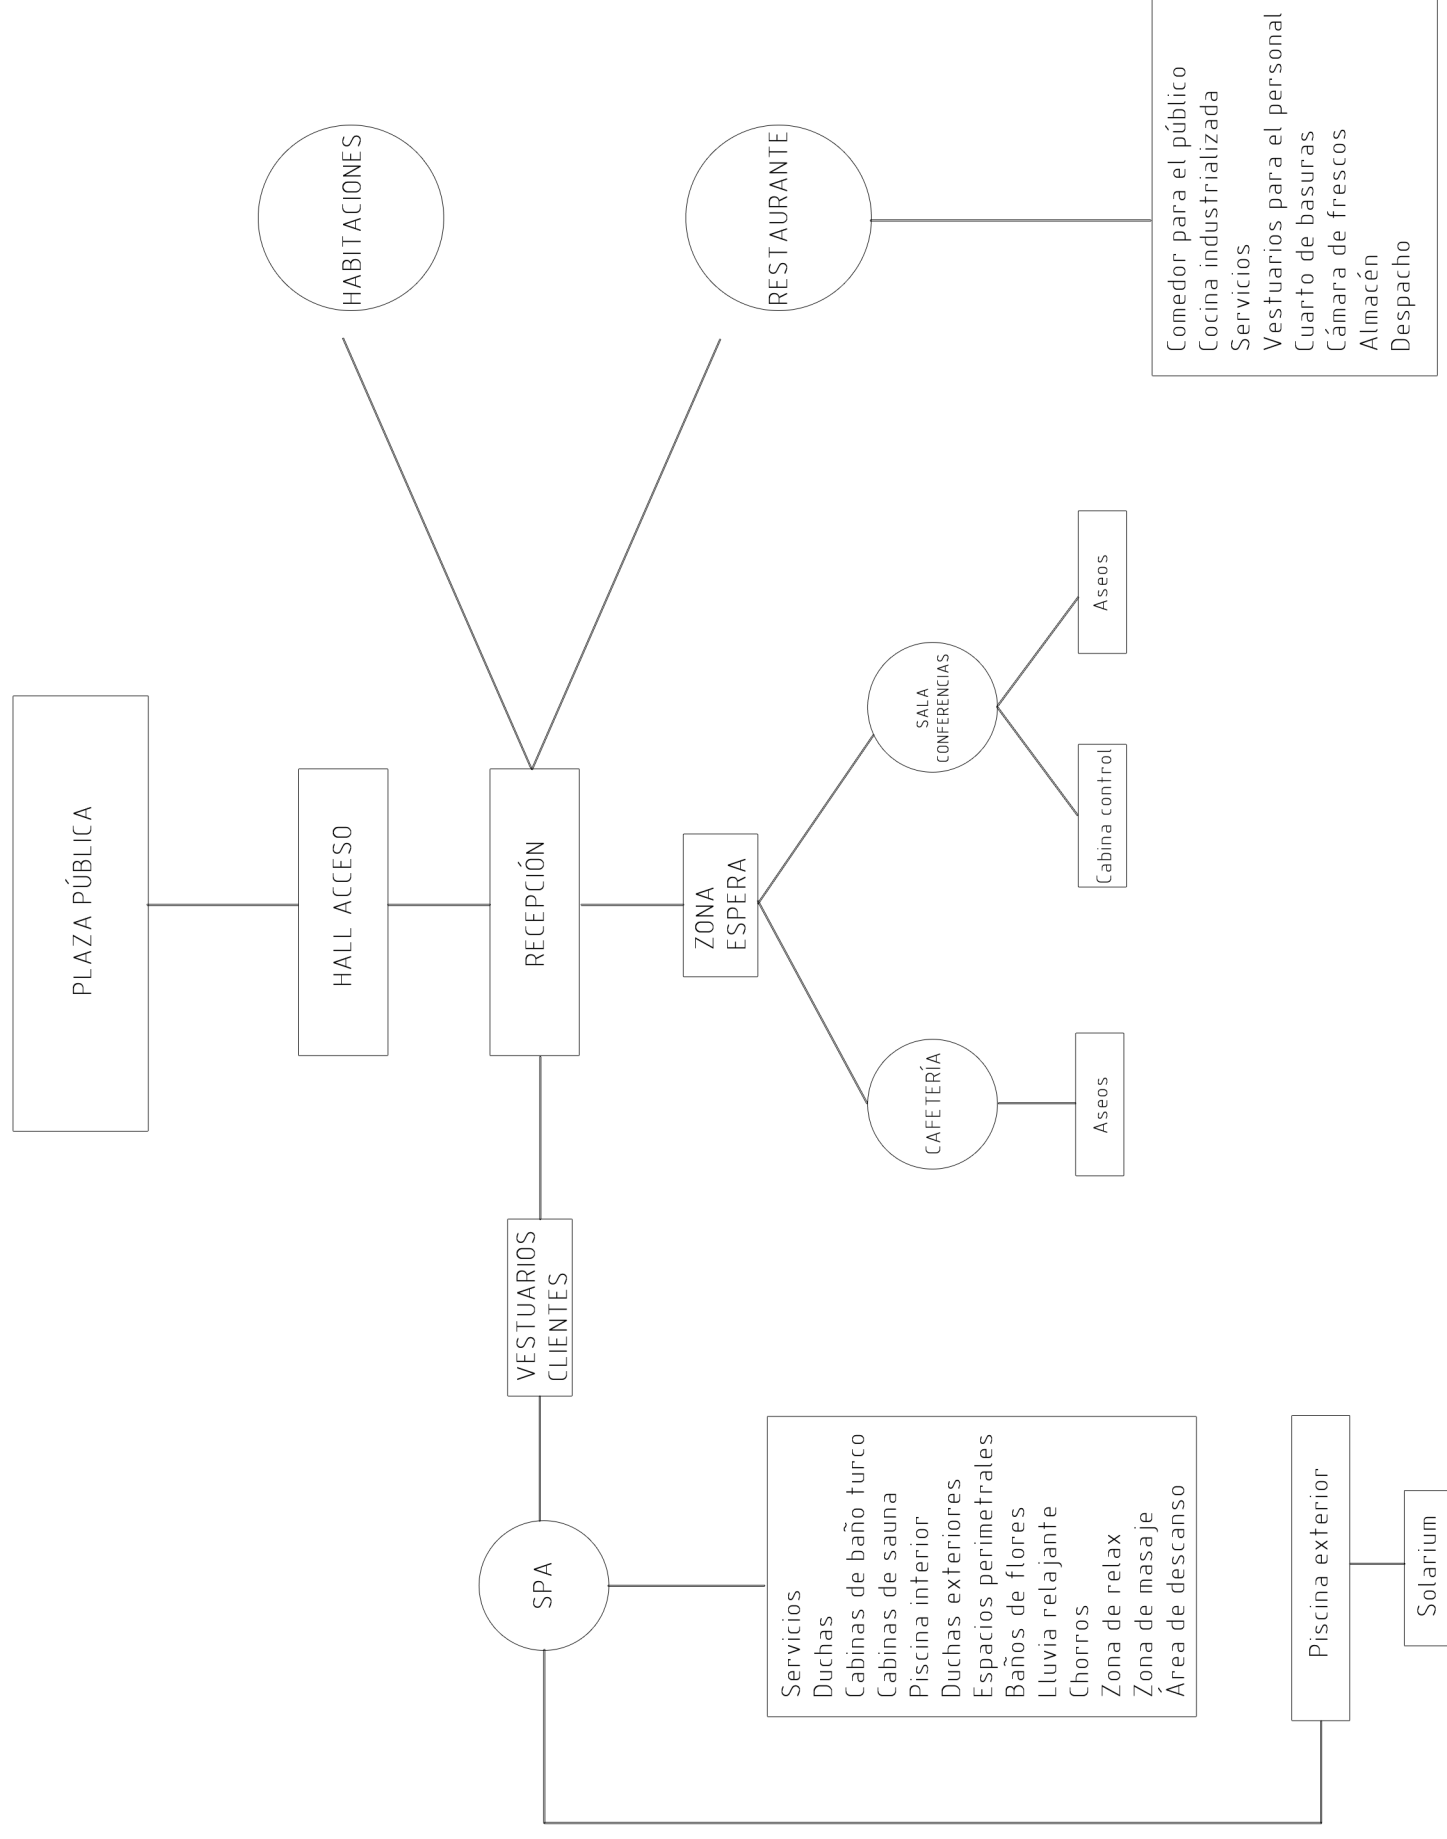 PLAZA PÚBLICA
HALL ACCESO
RECEPCIÓN
HABITACIONES
RESTAURANTE
Comedor para el público
Cocina industrializada
Servicios
Vestuarios para el personal
Cuarto de basuras
Cámara de frescos
Almacén
Despacho
ZONA
ESPERA
SALA
CONFERENCIAS
Cabina control
Aseos
CAFETERÍA
Aseos
VESTUARIOS
CLIENTES
SPA
Servicios
Duchas
Cabinas de baño turco
Cabinas de sauna
Piscina interior
Duchas exteriores
Espacios perimetrales
Baños de flores
Lluvia relajante
Chorros
Zona de relax
Zona de masaje
Área de descanso
Piscina exterior
Solarium